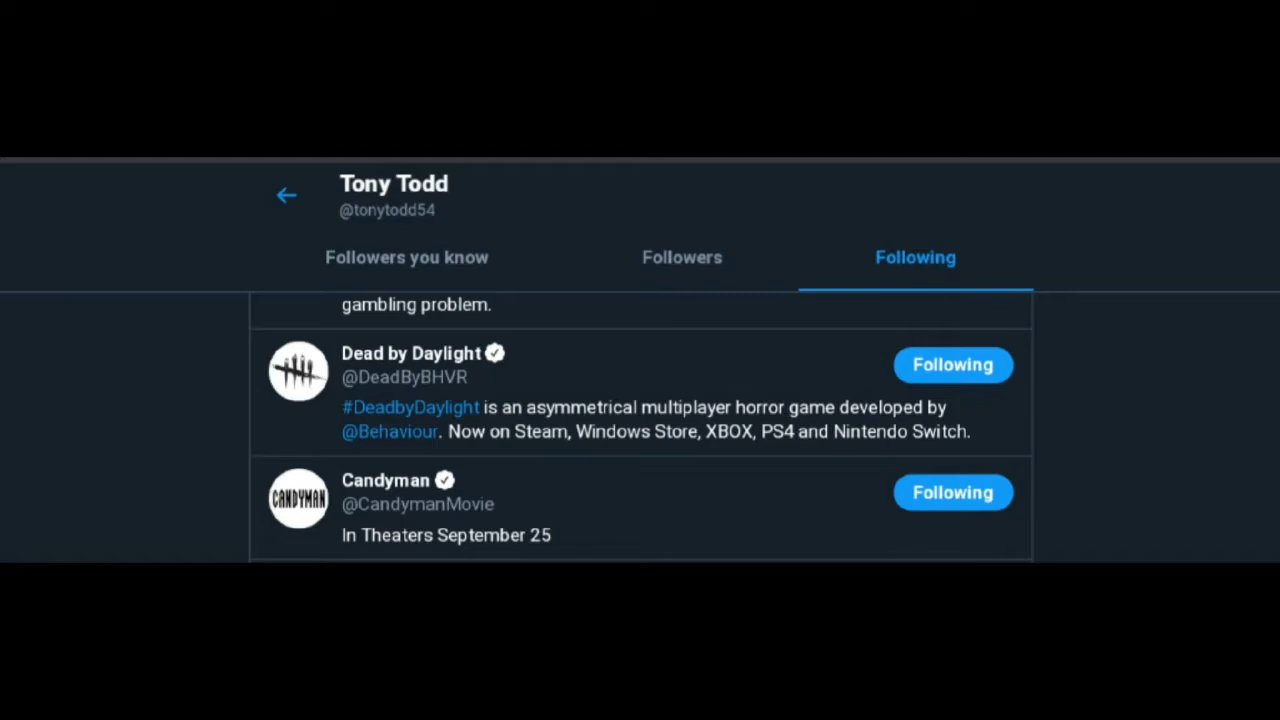 Tony Todd
@tonytodd54
Followers you know
Followers
Following
gambling problem.
Dead by Daylight
@DeadByBHVR
Following
#DeadbyDaylight is an asymmetrical multiplayer horror game developed by
@Behaviour. Now on Steam, Windows Store, XBOX, PS4 and Nintendo Switch.
CANDYMAN
Candyman
@CandymanMovie
Following
In Theaters September 25